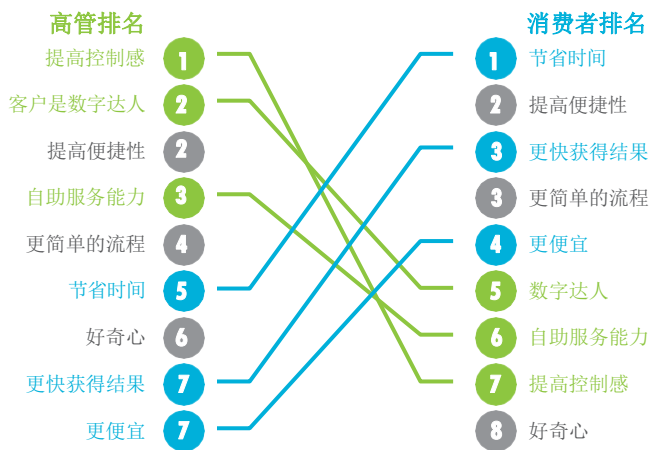 高管排名
提高控制感 1
客户是数字达人 2
提高便捷性 2
自助服务能力 3
更简单的流程 4
节省时间 5
好奇心 6
更快获得结果 7
更便宜 7
消费者排名
1 节省时间
2 提高便捷性
3 更快获得结果
3 更简单的流程
4 更便宜
5 数字达人
6 自助服务能力
7 提高控制感
8 好奇心